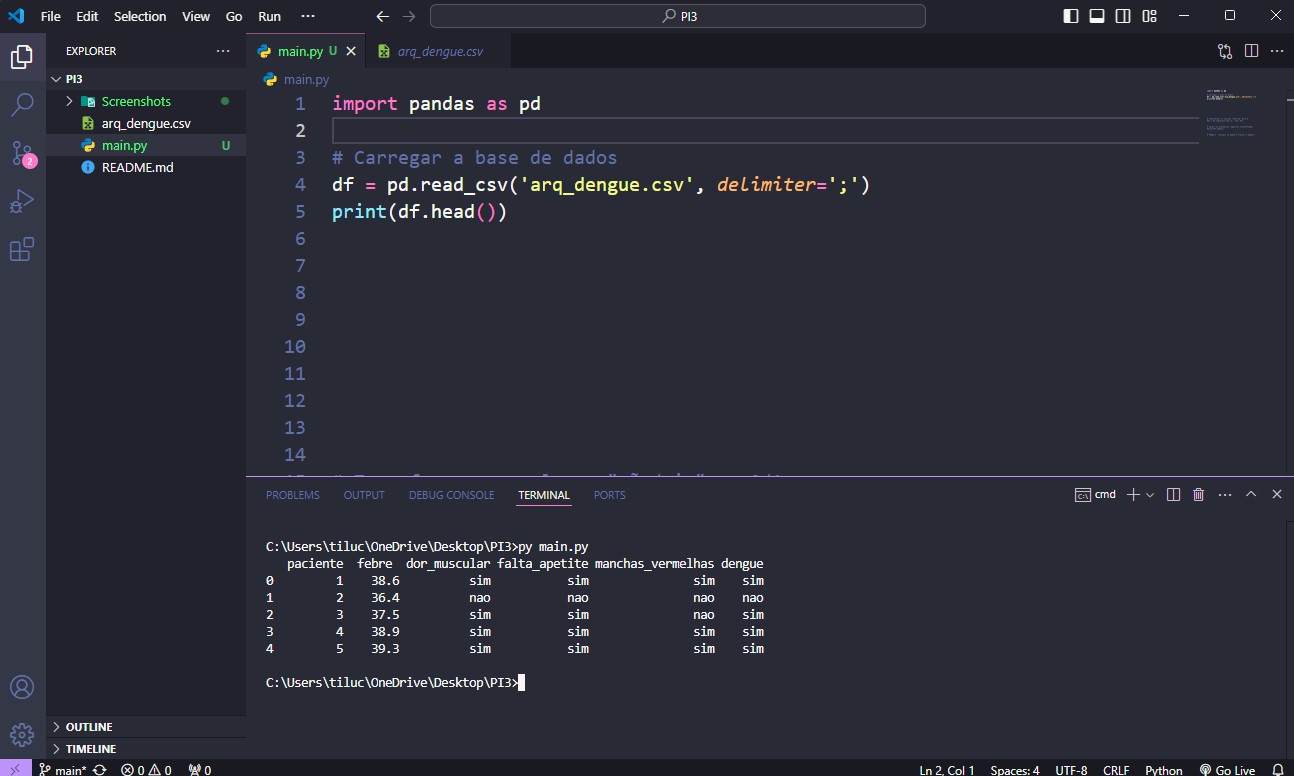 File Edit Selection View Go Run ··· PI3
EXPLORER ···
PI3
Screenshots
arq_dengue.csv
main.py U
README.md
OUTLINE
TIMELINE
main.py U arq_dengue.csv
main.py
1 import pandas as pd
2
3 # Carregar a base de dados
4 df = pd.read_csv('arq_dengue.csv', delimiter=';')
5 print(df.head())
6
7
8
9
10
11
12
13
14
PROBLEMS OUTPUT DEBUG CONSOLE TERMINAL PORTS cmd
C:\Users\tiluc\OneDrive\Desktop\PI3>py main.py
paciente febre dor_muscular falta_apetite manchas_vermelhas dengue
0 1 38.6 sim sim sim sim
1 2 36.4 nao nao nao nao
2 3 37.5 sim sim nao sim
3 4 38.9 sim sim sim sim
4 5 39.3 sim sim sim sim
C:\Users\tiluc\OneDrive\Desktop\PI3>
2
main* 0 0 0 Ln 2, Col 1 Spaces: 4 UTF-8 CRLF Python Go Live